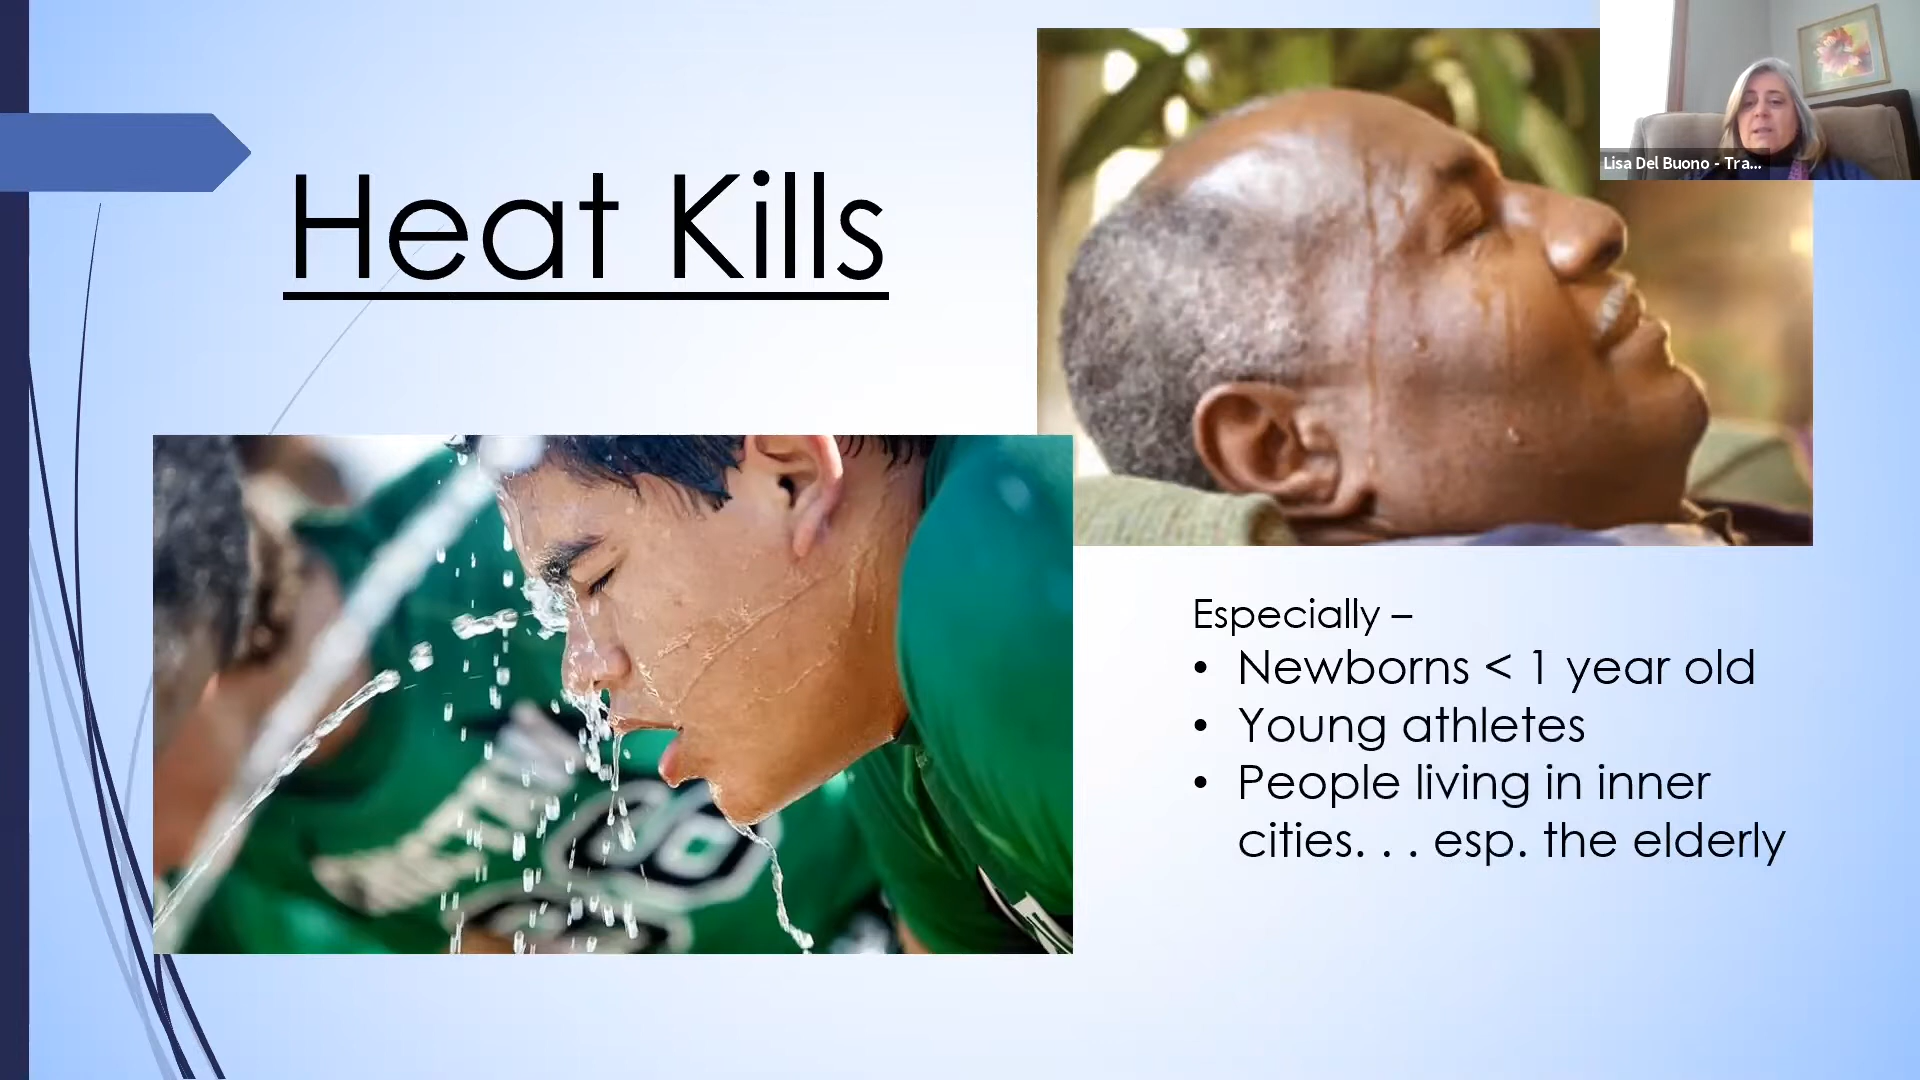 Heat Kills
Lisa Del Buono - Tra...
Especially –
• Newborns < 1 year old
• Young athletes
• People living in inner
cities. . . esp. the elderly